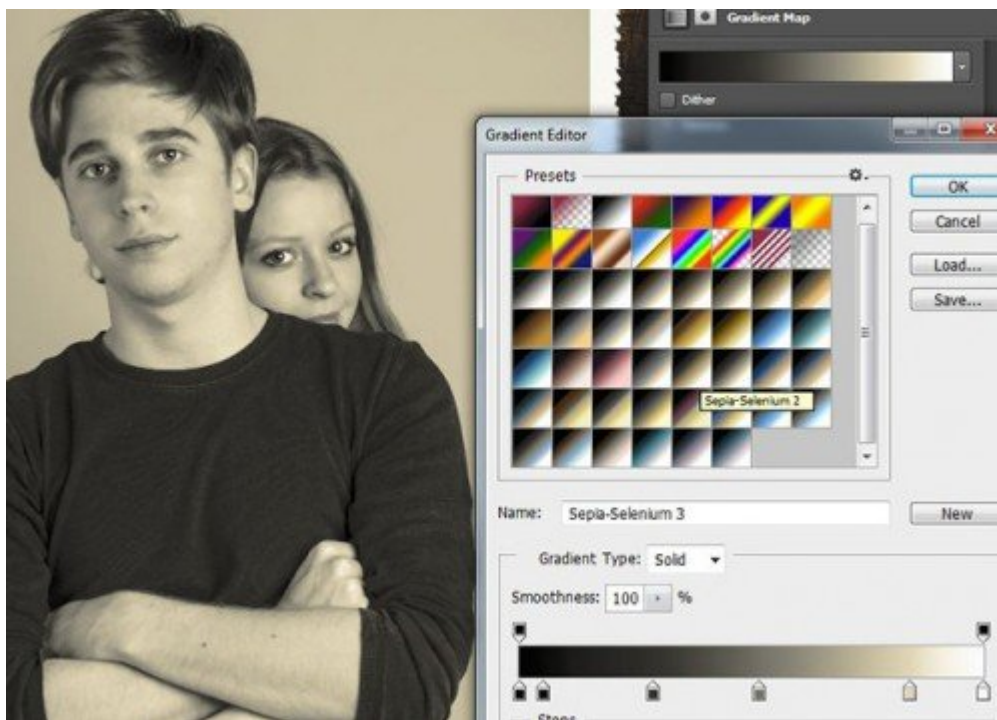 Gradient Map
Dither
Gradient Editor
Presets
OK
Cancel
Load...
Save...
Sepia-Selenium 2
Name: Sepia-Selenium 3
New
Gradient Type: Solid
Smoothness: 100 %
Stops